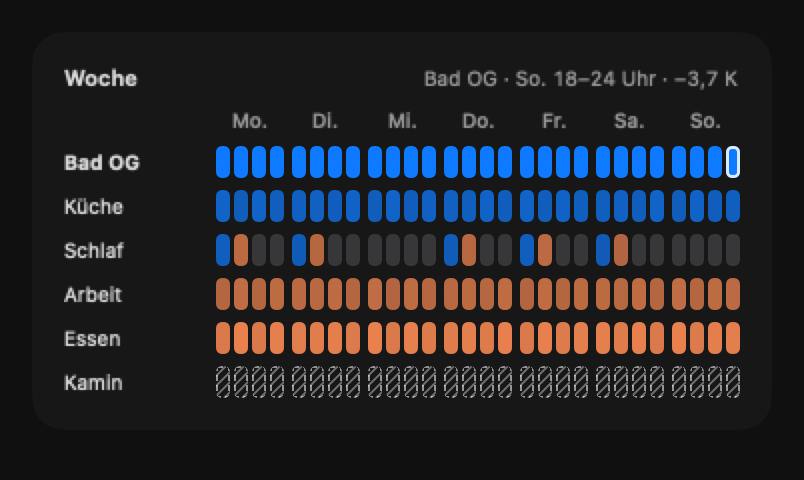 Woche
Bad OG · So. 18–24 Uhr · −3,7 K
Mo. Di. Mi. Do. Fr. Sa. So.
Bad OG
Küche
Schlaf
Arbeit
Essen
Kamin